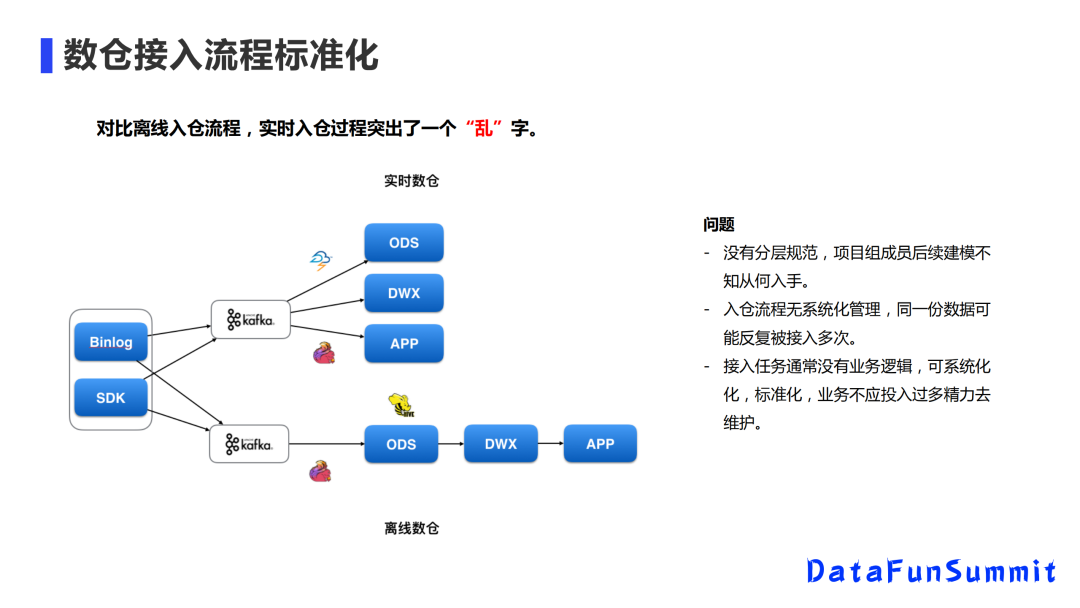 数仓接入流程标准化
对比离线入仓流程，实时入仓过程突出了一个“乱”字。
实时数仓
ODS
DWX
APP
kafka
Binlog
SDK
HIVE
kafka
ODS
DWX
APP
离线数仓
问题
- 没有分层规范，项目组成员后续建模不
知从何入手。
- 入仓流程无系统化管理，同一份数据可
能反复被接入多次。
- 接入任务通常没有业务逻辑，可系统化
化，标准化，业务不应投入过多精力去
维护。
DataFunSummit